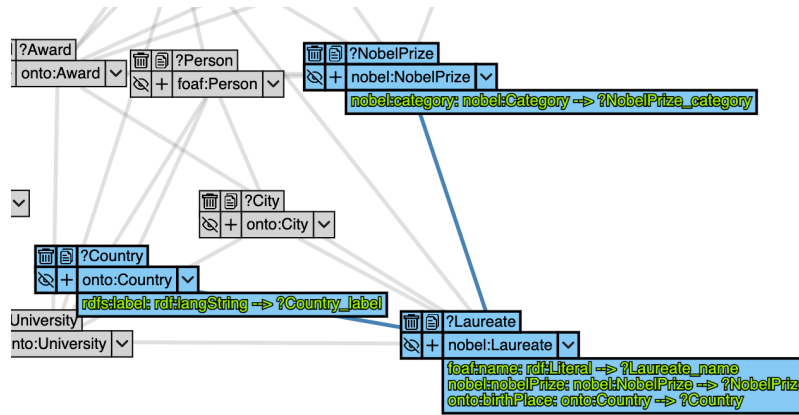 ?Award
onto:Award
?Person
foaf:Person
?NobelPrize
nobel:NobelPrize
nobel:category: nobel:Category --> ?NobelPrize_category
?City
onto:City
?Country
onto:Country
rdfs:label: rdf:langString --> ?Country_label
University
nto:University
?Laureate
nobel:Laureate
foaf:name: rdf:Literal --> ?Laureate_name
nobel:nobelPrize: nobel:NobelPrize --> ?NobelPriz
onto:birthPlace: onto:Country --> ?Country